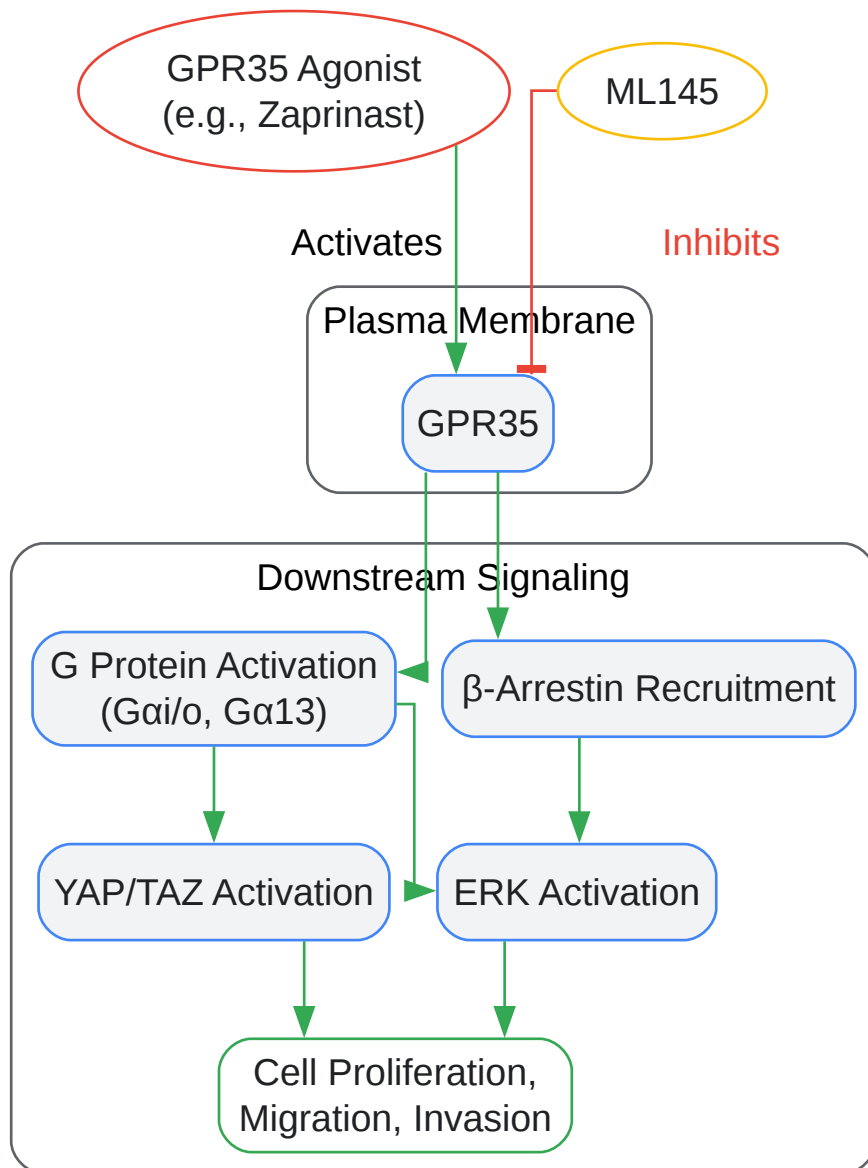 GPR35 Agonist
(e.g., Zaprinast)
ML145
Activates
Inhibits
Plasma Membrane
GPR35
Downstream Signaling
G Protein Activation
(Gαi/o, Gα13)
β-Arrestin Recruitment
YAP/TAZ Activation
ERK Activation
Cell Proliferation,
Migration, Invasion